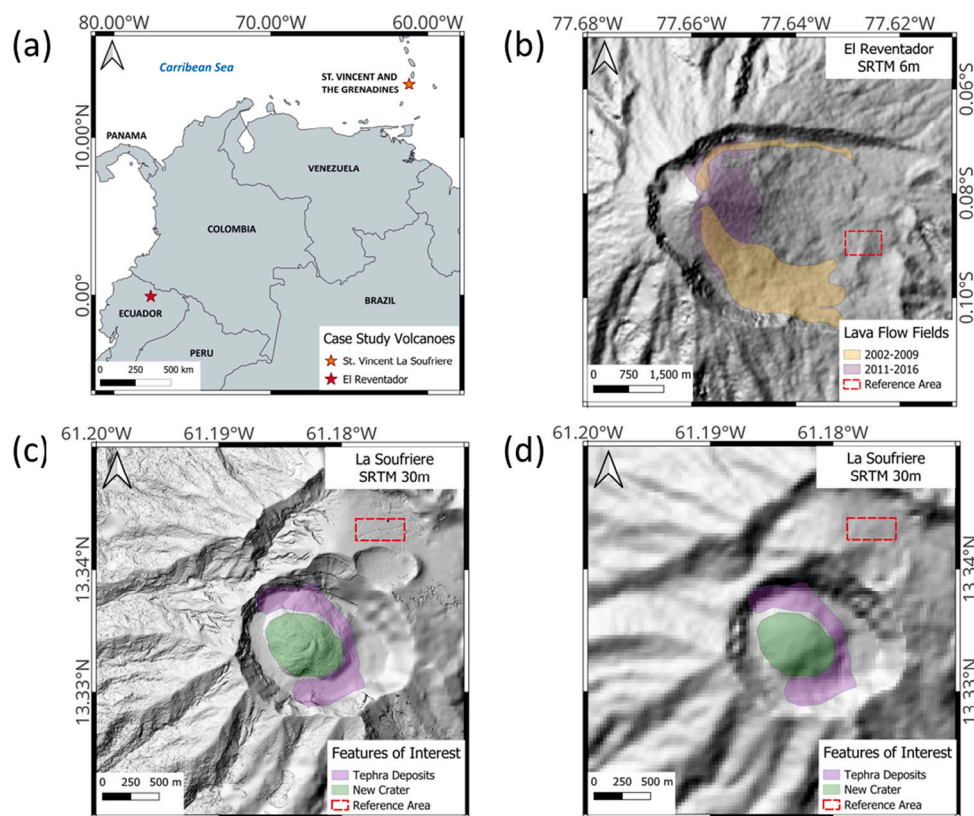 (a)
80.00°W 70.00°W 60.00°W
10.00°N
0.00°
Carribean Sea
ST. VINCENT AND
THE GRENADINES
PANAMA
VENEZUELA
COLOMBIA
ECUADOR
BRAZIL
PERU
Case Study Volcanoes
St. Vincent La Soufriere
El Reventador
0 250 500 km
(b)
77.68°W 77.66°W 77.64°W 77.62°W
El Reventador
SRTM 6m
0.06°S
0.08°S
0.10°S
Lava Flow Fields
2002-2009
2011-2016
Reference Area
0 750 1,500 m
(c)
61.20°W 61.19°W 61.18°W
La Soufriere
SRTM 30m
13.34°N
13.33°N
Features of Interest
Tephra Deposits
New Crater
Reference Area
0 250 500 m
(d)
61.20°W 61.19°W 61.18°W
La Soufriere
SRTM 30m
13.34°N
13.33°N
Features of Interest
Tephra Deposits
New Crater
Reference Area
0 250 500 m